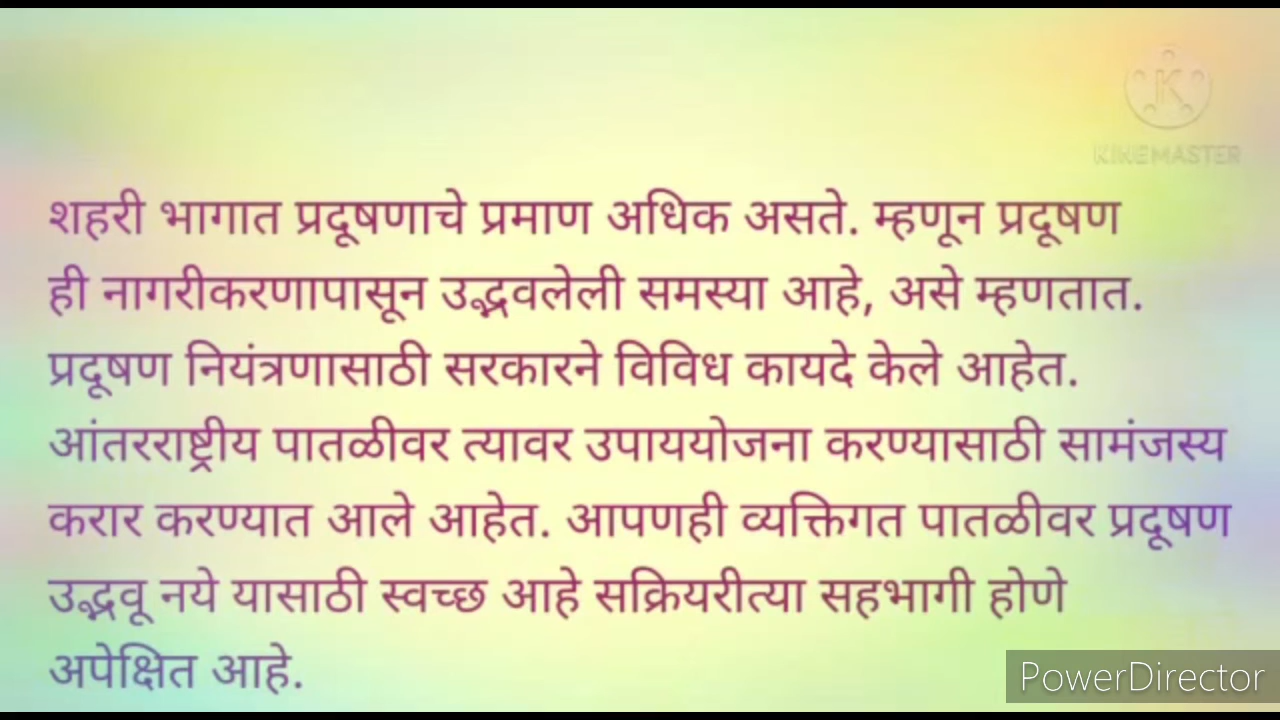 KINEMASTER
शहरी भागात प्रदूषणाचे प्रमाण अधिक असते. म्हणून प्रदूषण
ही नागरीकरणापासून उद्भवलेली समस्या आहे, असे म्हणतात.
प्रदूषण नियंत्रणासाठी सरकारने विविध कायदे केले आहेत.
आंतरराष्ट्रीय पातळीवर त्यावर उपाययोजना करण्यासाठी सामंजस्य
करार करण्यात आले आहेत. आपणही व्यक्तिगत पातळीवर प्रदूषण
उद्भवू नये यासाठी स्वच्छ आहे सक्रियरीत्या सहभागी होणे
अपेक्षित आहे.
PowerDirector